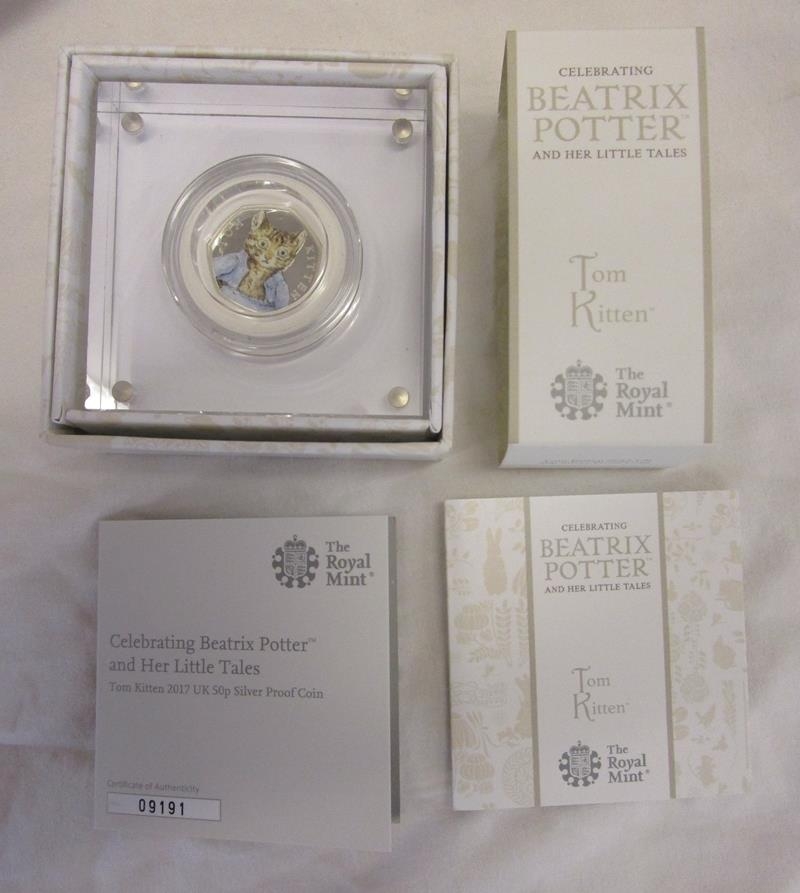 TOM KITTEN
CELEBRATING
BEATRIX
POTTER™
AND HER LITTLE TALES
Tom
Kitten™
The
Royal
Mint®
The
Royal
Mint®
Celebrating Beatrix Potter™
and Her Little Tales
Tom Kitten 2017 UK 50p Silver Proof Coin
Certificate of Authenticity
09191
CELEBRATING
BEATRIX
POTTER™
AND HER LITTLE TALES
Tom
Kitten™
The
Royal
Mint®